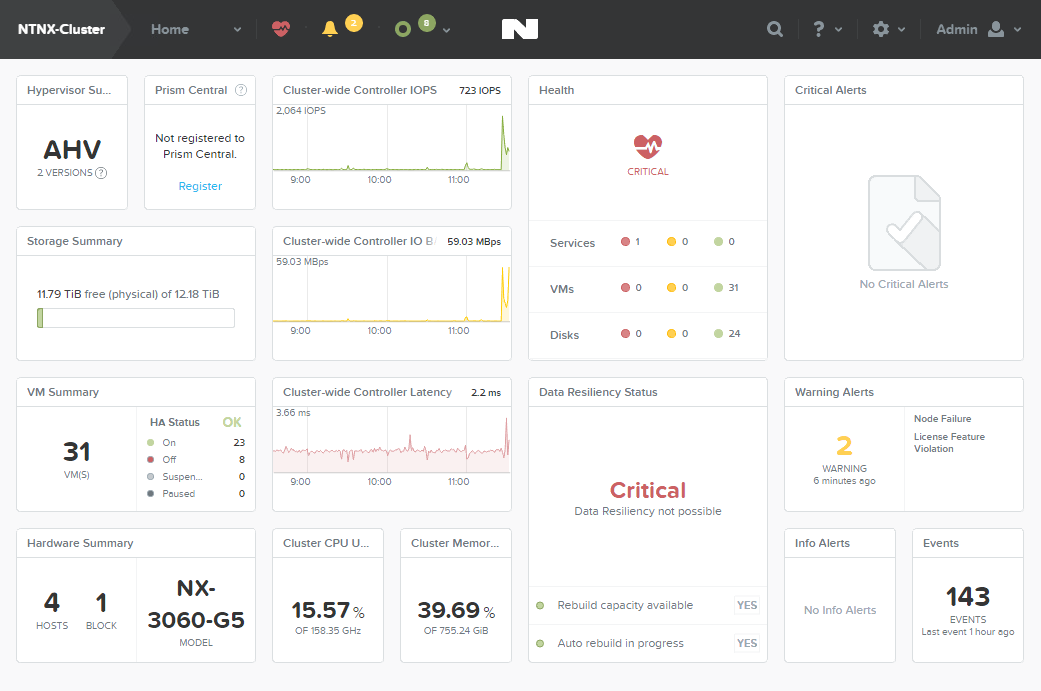 NTNX-Cluster
Home
2
8
?
Admin
Hypervisor Su...
AHV
2 VERSIONS ?
Prism Central ?
Not registered to
Prism Central.
Register
Cluster-wide Controller IOPS 723 IOPS
2,064 IOPS
9:00 10:00 11:00
Health
CRITICAL
Services 1 0 0
VMs 0 0 31
Disks 0 0 24
Critical Alerts
No Critical Alerts
Storage Summary
11.79 TiB free (physical) of 12.18 TiB
Cluster-wide Controller IO B 59.03 MBps
59.03 MBps
9:00 10:00 11:00
VM Summary
31
VM(S)
HA Status OK
On 23
Off 8
Suspen... 0
Paused 0
Cluster-wide Controller Latency 2.2 ms
3.66 ms
9:00 10:00 11:00
Data Resiliency Status
Critical
Data Resiliency not possible
Rebuild capacity available YES
Auto rebuild in progress YES
Warning Alerts
2
WARNING
6 minutes ago
Node Failure
License Feature
Violation
Hardware Summary
4
HOSTS
1
BLOCK
NX-
3060-G5
MODEL
Cluster CPU U...
15.57 %
OF 158.35 GHz
Cluster Memor...
39.69 %
OF 755.24 GiB
Info Alerts
No Info Alerts
Events
143
EVENTS
Last event 1 hour ago